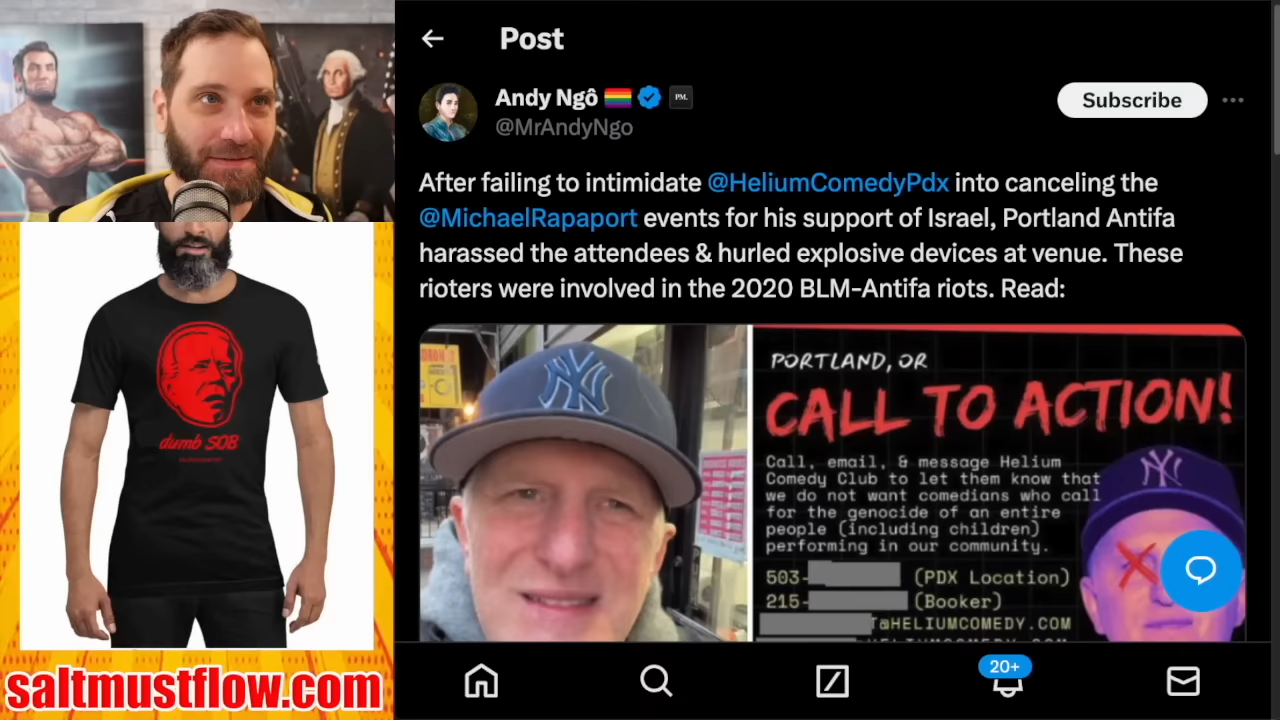 Post
Andy Ngô
PM.
@MrAndyNgo
Subscribe
After failing to intimidate @HeliumComedyPdx into canceling the
@MichaelRapaport events for his support of Israel, Portland Antifa
harassed the attendees & hurled explosive devices at venue. These
rioters were involved in the 2020 BLM-Antifa riots. Read:
PORTLAND, OR
CALL TO ACTION!
Call, email, & message Helium
Comedy Club to let them know that
we do not want comedians who call
for the genocide of an entire
people (including children)
performing in our community.
503- (PDX Location)
215- (Booker)
T@HELIUMCOMEDY.COM
20+
dumb SOB
saltmustflow.com